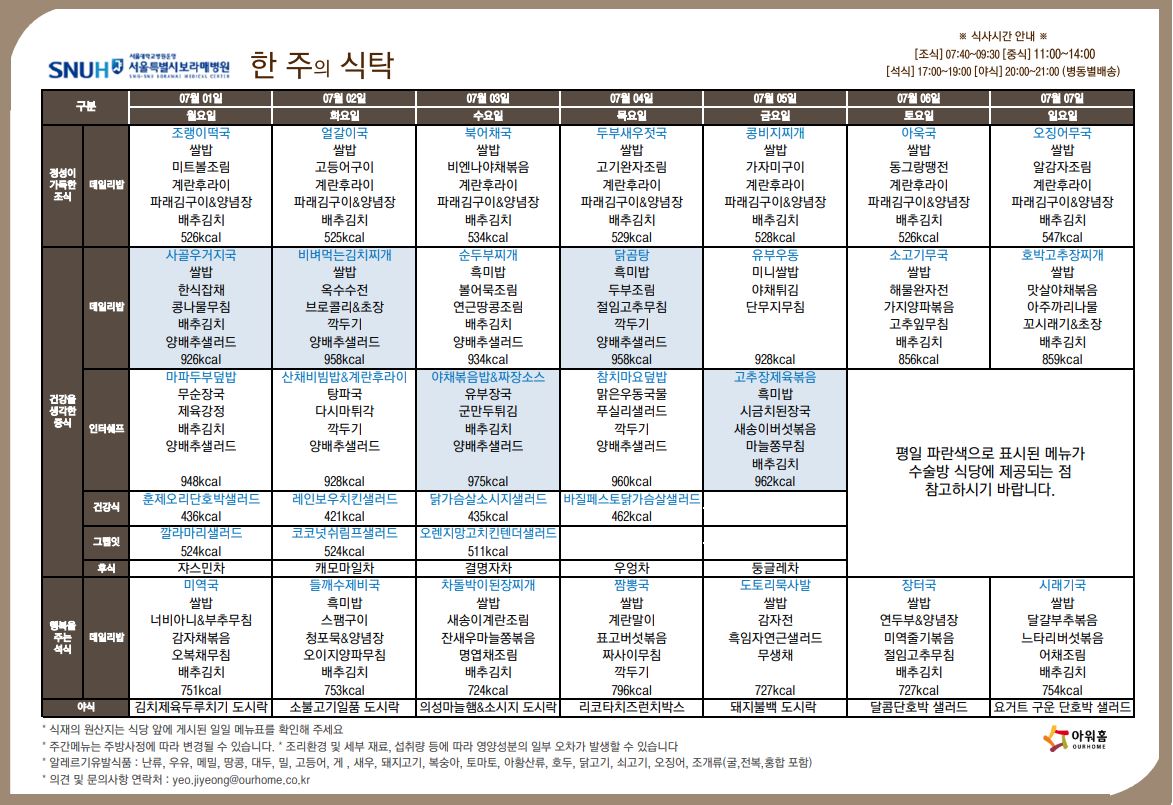 ※ 식사시간 안내 ※
서울대학교병원운영
SNUH 서울특별시보라매병원
SMG-SNU BORAMAE MEDICAL CENTER
한 주의 식탁
[조식] 07:40~09:30 [중식] 11:00~14:00
[석식] 17:00~19:00 [야식] 20:00~21:00 (병동별배송)
구분 07월 01일 07월 02일 07월 03일 07월 04일 07월 05일 07월 06일 07월 07일
월요일 화요일 수요일 목요일 금요일 토요일 일요일
정성이
가득한
조식
데일리밥
조랭이떡국 얼갈이국 북어채국 두부새우젓국 콩비지찌개 아욱국 오징어무국
쌀밥 쌀밥 쌀밥 쌀밥 쌀밥 쌀밥 쌀밥
미트볼조림 고등어구이 비엔나야채볶음 고기완자조림 가자미구이 동그랑땡전 알감자조림
계란후라이 계란후라이 계란후라이 계란후라이 계란후라이 계란후라이 계란후라이
파래김구이&양념장 파래김구이&양념장 파래김구이&양념장 파래김구이&양념장 파래김구이&양념장 파래김구이&양념장 파래김구이&양념장
배추김치 배추김치 배추김치 배추김치 배추김치 배추김치 배추김치
526kcal 525kcal 534kcal 529kcal 528kcal 526kcal 547kcal
건강을
생각한
중식
데일리밥
사골우거지국 비벼먹는김치찌개 순두부찌개 닭곰탕 유부우동 소고기무국 호박고추장찌개
쌀밥 쌀밥 흑미밥 흑미밥 미니쌀밥 쌀밥 쌀밥
한식잡채 옥수수전 볼어묵조림 두부조림 야채튀김 해물완자전 맛살야채볶음
콩나물무침 브로콜리&초장 연근땅콩조림 절임고추무침 단무지무침 가지양파볶음 아주까리나물
배추김치 깍두기 배추김치 깍두기 고추잎무침 꼬시래기&초장
양배추샐러드 양배추샐러드 양배추샐러드 양배추샐러드 배추김치 배추김치
926kcal 958kcal 934kcal 958kcal 928kcal 856kcal 859kcal
인터쉐프
마파두부덮밥 산채비빔밥&계란후라이 야채볶음밥&짜장소스 참치마요덮밥 고추장제육볶음
무순장국 탕파국 유부장국 맑은우동국물 흑미밥
제육강정 다시마튀각 군만두튀김 푸실리샐러드 시금치된장국
배추김치 깍두기 배추김치 깍두기 새송이버섯볶음
양배추샐러드 양배추샐러드 양배추샐러드 양배추샐러드 마늘쫑무침
배추김치
948kcal 928kcal 975kcal 960kcal 962kcal
평일 파란색으로 표시된 메뉴가
수술방 식당에 제공되는 점
참고하시기 바랍니다.
건강식
훈제오리단호박샐러드 레인보우치킨샐러드 닭가슴살소시지샐러드 바질페스토닭가슴살샐러드
436kcal 421kcal 435kcal 462kcal
그랩잇
깔라마리샐러드 코코넛쉬림프샐러드 오렌지망고치킨텐더샐러드
524kcal 524kcal 511kcal
후식 쟈스민차 캐모마일차 결명자차 우엉차 둥글레차
행복을
주는
석식
데일리밥
미역국 들깨수제비국 차돌박이된장찌개 짬뽕국 도토리묵사발 장터국 시래기국
쌀밥 흑미밥 쌀밥 쌀밥 쌀밥 쌀밥 쌀밥
너비아니&부추무침 스팸구이 새송이계란조림 계란말이 감자전 연두부&양념장 달걀부추볶음
감자채볶음 청포묵&양념장 잔새우마늘쫑볶음 표고버섯볶음 흑임자연근샐러드 미역줄기볶음 느타리버섯볶음
오복채무침 오이지양파무침 명엽채조림 짜사이무침 무생채 절임고추무침 어채조림
배추김치 배추김치 배추김치 깍두기 배추김치 배추김치
751kcal 753kcal 724kcal 796kcal 727kcal 727kcal 754kcal
야식 김치제육두루치기 도시락 소불고기일품 도시락 의성마늘햄&소시지 도시락 리코타치즈런치박스 돼지불백 도시락 달콤단호박 샐러드 요거트 구운 단호박 샐러드
* 식재의 원산지는 식당 앞에 게시된 일일 메뉴표를 확인해 주세요
* 주간메뉴는 주방사정에 따라 변경될 수 있습니다. * 조리환경 및 세부 재료, 섭취량 등에 따라 영양성분의 일부 오차가 발생할 수 있습니다
* 알레르기유발식품 : 난류, 우유, 메밀, 땅콩, 대두, 밀, 고등어, 게 , 새우, 돼지고기, 복숭아, 토마토, 아황산류, 호두, 닭고기, 쇠고기, 오징어, 조개류(굴,전복,홍합 포함)
* 의견 및 문의사항 연락처 : yeo.jiyeong@ourhome.co.kr
아워홈
OURHOME